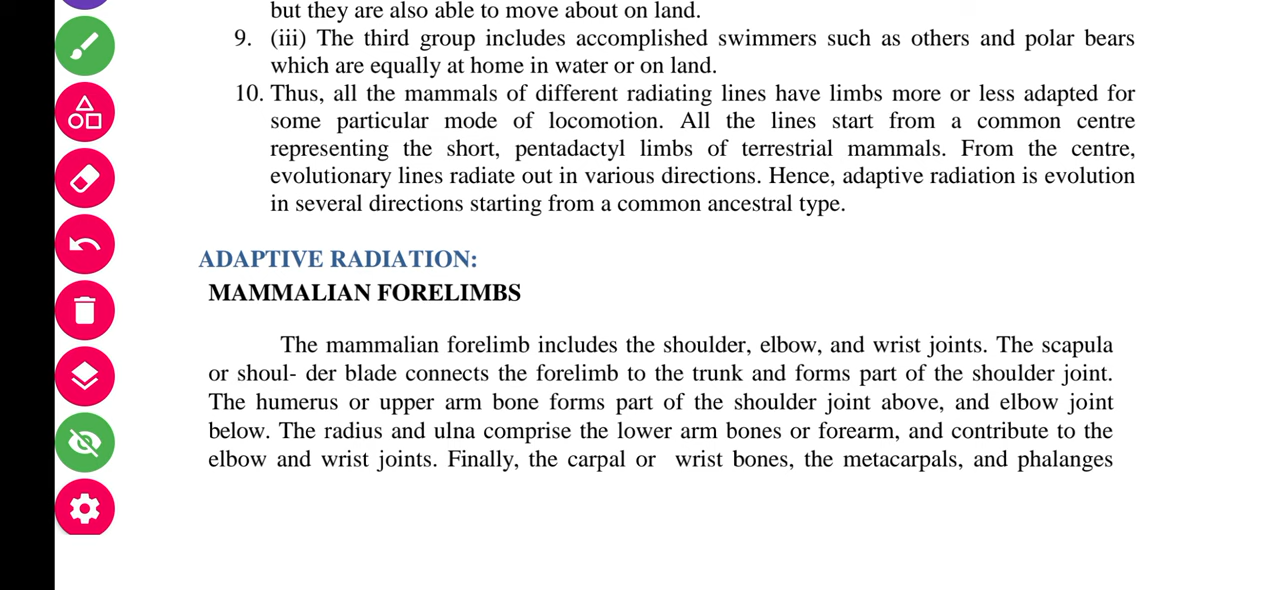 but they are also able to move about on land.
9. (iii) The third group includes accomplished swimmers such as others and polar bears
which are equally at home in water or on land.
10. Thus, all the mammals of different radiating lines have limbs more or less adapted for
some particular mode of locomotion. All the lines start from a common centre
representing the short, pentadactyl limbs of terrestrial mammals. From the centre,
evolutionary lines radiate out in various directions. Hence, adaptive radiation is evolution
in several directions starting from a common ancestral type.
ADAPTIVE RADIATION:
MAMMALIAN FORELIMBS
The mammalian forelimb includes the shoulder, elbow, and wrist joints. The scapula
or shoul- der blade connects the forelimb to the trunk and forms part of the shoulder joint.
The humerus or upper arm bone forms part of the shoulder joint above, and elbow joint
below. The radius and ulna comprise the lower arm bones or forearm, and contribute to the
elbow and wrist joints. Finally, the carpal or wrist bones, the metacarpals, and phalanges